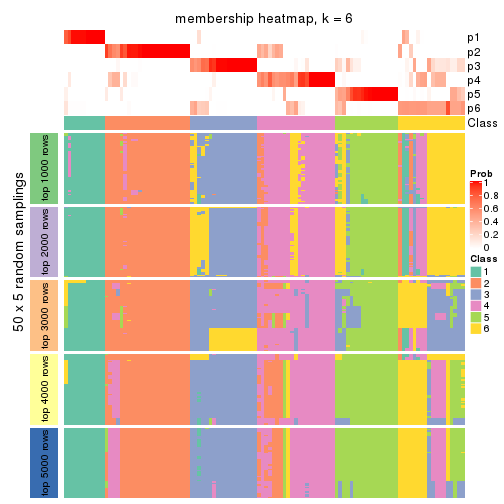 membership heatmap, k = 6
p1
p2
p3
p4
p5
p6
Class
50 x 5 random samplings
top 1000 rows
top 2000 rows
top 3000 rows
top 4000 rows
top 5000 rows
Prob
1
0.8
0.6
0.4
0.2
0
Class
1
2
3
4
5
6